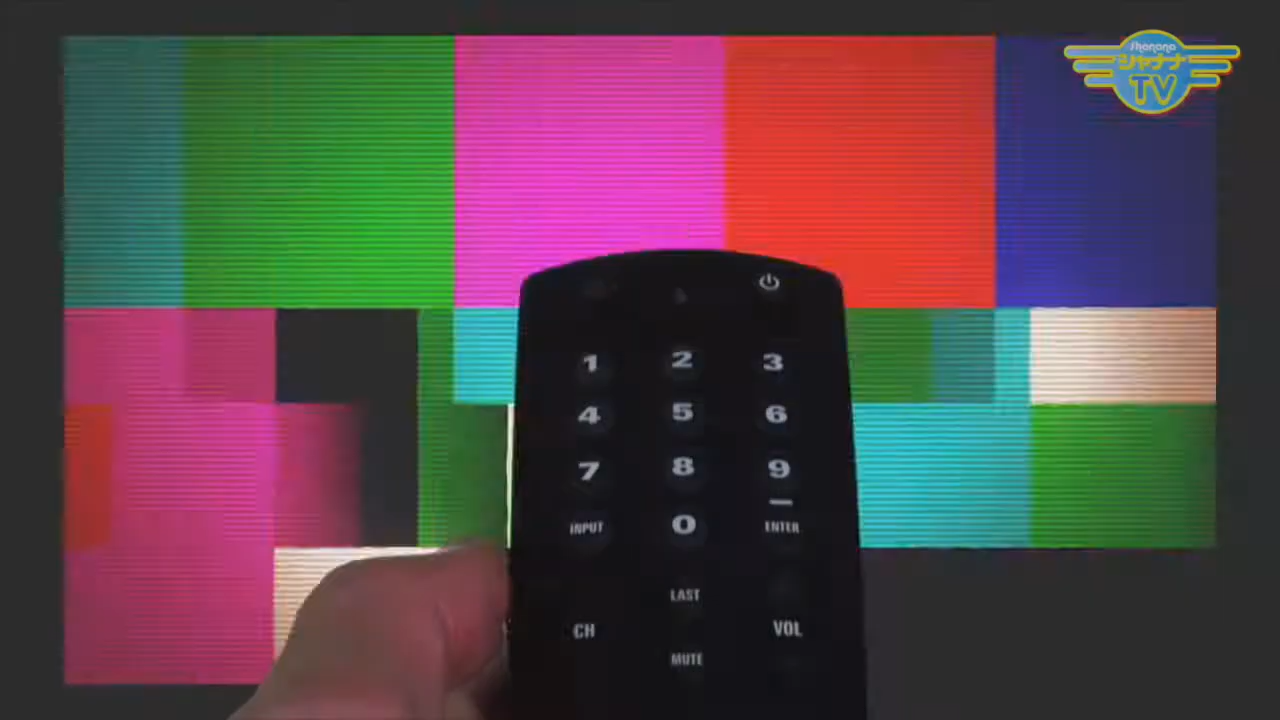 Shanana
シャナナ
TV
1 2 3
4 5 6
7 8 9
INPUT 0 ENTER
LAST
CH VOL
MUTE